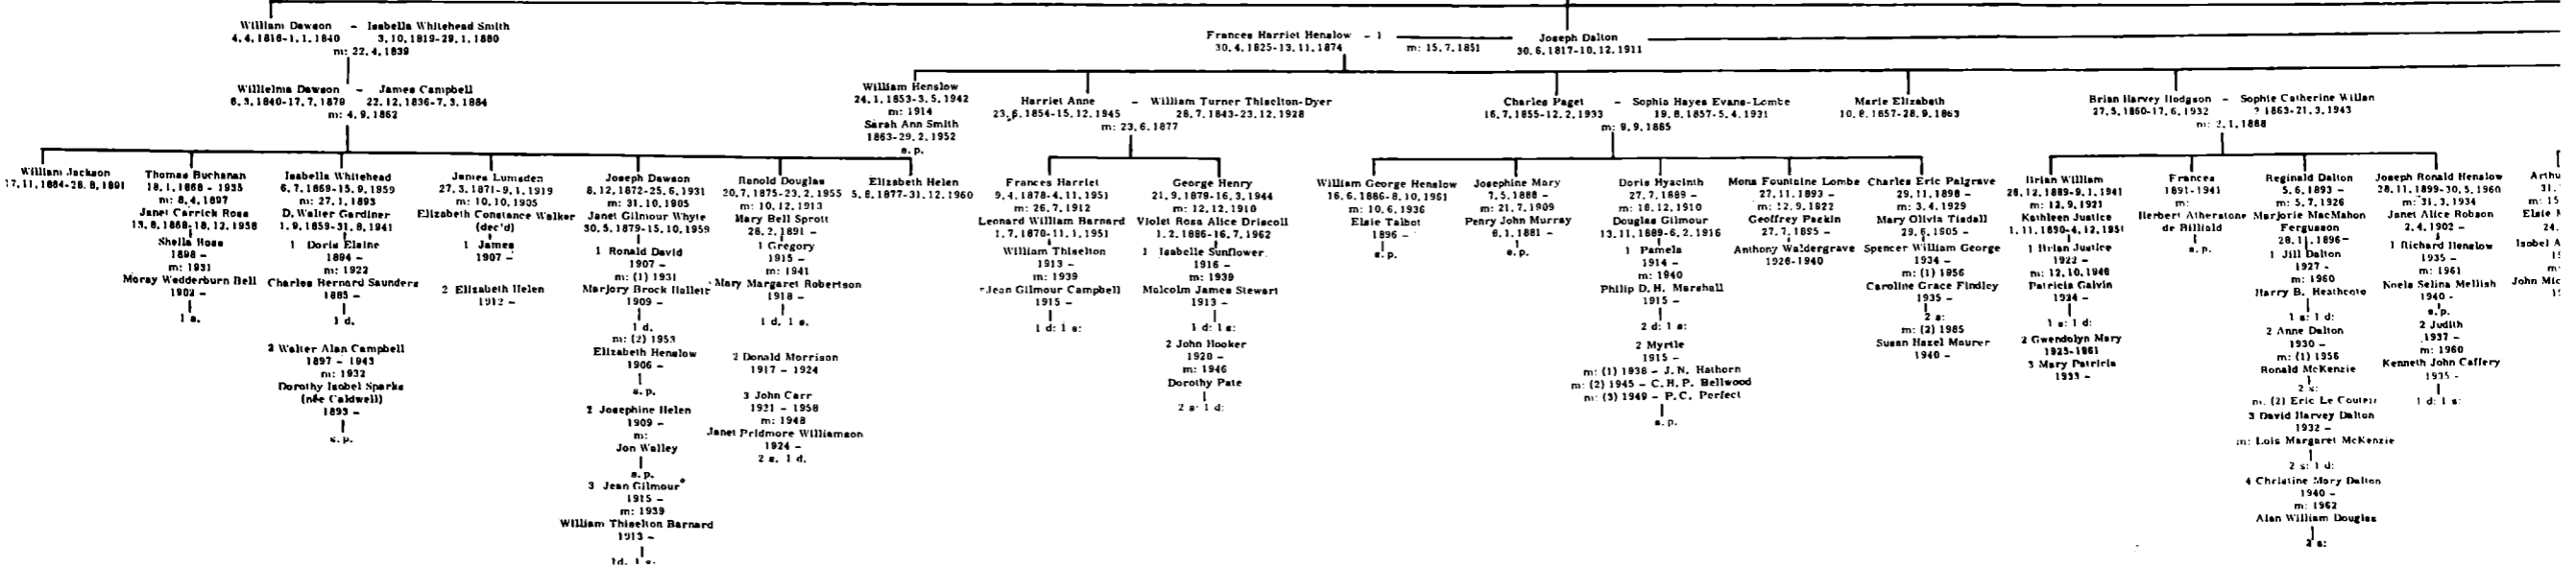 William Dawson - Isabella Whitehead Smith
4.4.1816-1.1.1840 3.10.1819-29.1.1880
m: 22.4.1839
Willielma Dawson - James Campbell
6.3.1840-17.7.1879 22.12.1836-7.3.1884
m: 4.9.1862
William Jackson
17.11.1864-28.8.1891
Thomas Buchanan
18.1.1868 - 1935
m: 8.4.1897
Janet Carrick Ross
13.8.1868-18.12.1958
Sheila Rose
1898 -
m: 1931
Moray Wedderburn Bell
1902 -
1 s.
Isabella Whitehead
6.7.1869-15.9.1959
m: 27.1.1893
D. Walter Gardiner
1.9.1859-31.8.1941
1 Doris Elaine
1894 -
m: 1922
Charles Bernard Saunders
1885 -
1 d.
2 Walter Alan Campbell
1897 - 1943
m: 1932
Dorothy Isobel Sparks
(née Caldwell)
1893 -
s.p.
James Lumsden
27.3.1871-9.1.1919
m: 10.10.1905
Elizabeth Constance Walker
(dec'd)
1 James
1907 -
2 Elizabeth Helen
1912 -
Joseph Dawson
8.12.1872-25.6.1931
m: 31.10.1905
Janet Gilmour Whyte
30.5.1879-15.10.1959
1 Ronald David
1907 -
m: (1) 1931
Marjory Brock Hallett
1909 -
1 d.
m: (2) 1953
Elizabeth Henslow
1906 -
s.p.
2 Josephine Helen
1909 -
m:
Jon Walley
s.p.
3 Jean Gilmour*
1915 -
m: 1939
William Thiselton Barnard
1913 -
1d. 1 s.
Ronold Douglas
20.7.1875-23.2.1955
m: 10.12.1913
Mary Bell Sprott
28.2.1891 -
1 Gregory
1915 -
m: 1941
Mary Margaret Robertson
1918 -
1 d. 1 s.
2 Donald Morrison
1917 - 1924
3 John Carr
1921 - 1958
m: 1948
Janet Pridmore Williamson
1924 -
2 s. 1 d.
Elizabeth Helen
5.8.1877-31.12.1960
Frances Harriet Henslow - 1 Joseph Dalton
30.4.1825-13.11.1874 m: 15.7.1851 30.6.1817-10.12.1911
William Henslow
24.1.1853-3.5.1942
m: 1914
Sarah Ann Smith
1863-29.2.1952
s.p.
Harriet Anne - William Turner Thiselton-Dyer
23.6.1854-15.12.1945 28.7.1843-23.12.1928
m: 23.6.1877
Frances Harriet
9.4.1878-4.11.1951
m: 26.7.1912
Leonard William Barnard
1.7.1870-11.1.1951
William Thiselton
1913 -
m: 1939
Jean Gilmour Campbell
1915 -
1 d: 1 s:
George Henry
21.9.1879-16.3.1944
m: 12.12.1910
Violet Rosa Alice Driscoll
1.2.1886-16.7.1962
1 Isabelle Sunflower
1916 -
m: 1939
Malcolm James Stewart
1913 -
1 d: 1 s:
2 John Hooker
1920 -
m: 1946
Dorothy Pate
2 s: 1 d:
Charles Paget - Sophia Hayes Evans-Lombe
16.7.1855-12.2.1933 19.8.1857-5.4.1931
m: 9.9.1885
William George Henslow
16.6.1886-8.10.1961
m: 10.6.1936
Elsie Talbot
1896 -
s.p.
Josephine Mary
7.5.1888 -
m: 21.7.1909
Penry John Murray
8.1.1881 -
s.p.
Doris Hyacinth
27.7.1889 -
m: 18.12.1910
Douglas Gilmour
13.11.1889-6.2.1916
1 Pamela
1914 -
m: 1940
Philip D.H. Marshall
1915 -
2 d: 1 s:
2 Myrtle
1915 -
m: (1) 1938 - J.N. Hathorn
m: (2) 1945 - C.H.P. Bellwood
m: (3) 1949 - P.C. Perfect
s.p.
Mona Fountaine Lombe
27.11.1893 -
m: 12.9.1922
Geoffrey Paskin
27.7.1895 -
Anthony Waldergrave
1926-1940
Charles Eric Palgrave
29.11.1898 -
m: 3.4.1929
Mary Olivia Tisdall
29.6.1905 -
Spencer William George
1934 -
m: (1) 1956
Caroline Grace Findley
1935 -
2 s:
m: (2) 1985
Susan Hazel Maurer
1940 -
Marie Elizabeth
10.8.1857-28.9.1863
Brian Harvey Hodgson - Sophie Catherine Willan
27.5.1860-17.6.1932 ? 1863-21.3.1943
m: 2.1.1888
Brian William
28.12.1889-9.1.1941
m: 12.9.1921
Kathleen Justice
1.11.1890-4.12.1951
1 Brian Justice
1922 -
m: 12.10.1946
Patricia Galvin
1924 -
1 s: 1 d:
2 Gwendolyn Mary
1925-1961
3 Mary Patricia
1933 -
Frances
1891-1941
m:
Herbert Atherstone
de Hilliald
s.p.
Reginald Dalton
5.6.1893 -
m: 5.7.1926
Marjorie MacMahon
Fergusson
28.11.1896-
1 Jill Dalton
1927 -
m: 1960
Harry B. Heathcote
1 s: 1 d:
2 Anne Dalton
1930 -
m: (1) 1956
Ronald McKenzie
2 s:
m: (2) Eric Le Couteur
3 David Harvey Dalton
1932 -
m: Lois Margaret McKenzie
2 s: 1 d:
4 Christine Mary Dalton
1940 -
m: 1962
Alan William Douglas
2 s:
Joseph Ronald Henslow
28.11.1899-30.5.1960
m: 31.3.1934
Janet Alice Robson
2.4.1902 -
1 Richard Henslow
1935 -
m: 1961
Noela Selina Mellish
1940 -
s.p.
2 Judith
1937 -
m: 1960
Kenneth John Caffery
1935 -
1 d: 1 s:
Arthu
31.
m: 15
Elsie
24.
Isobel A
John Mic